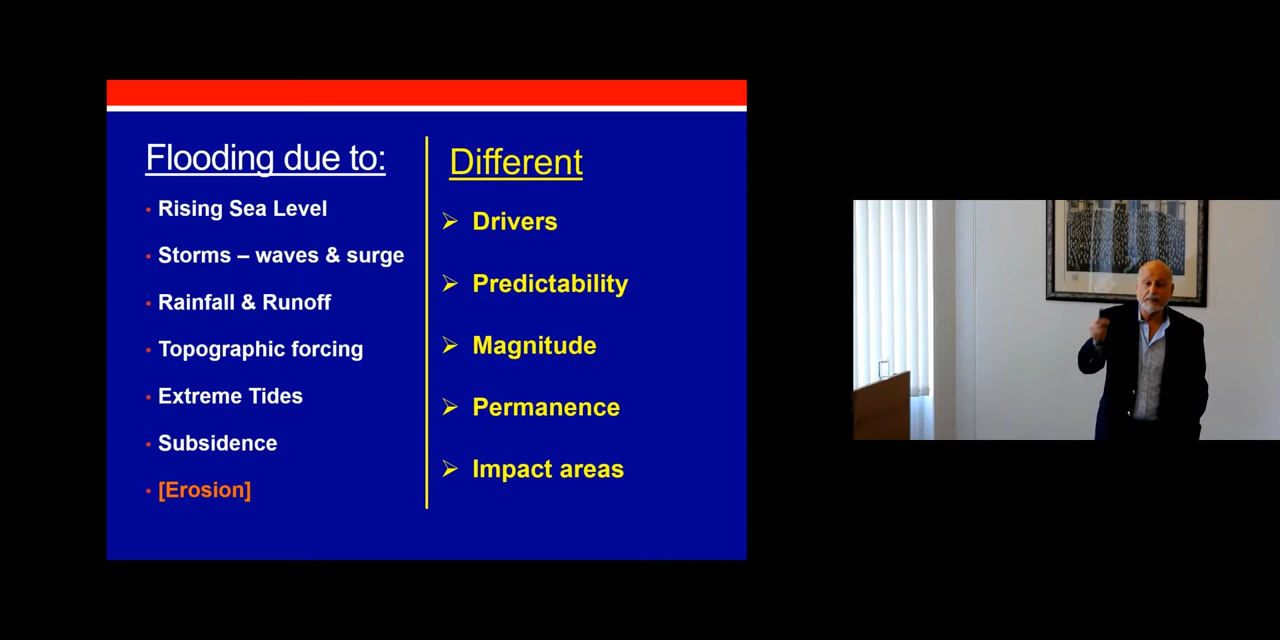 Flooding due to:
• Rising Sea Level
• Storms – waves & surge
• Rainfall & Runoff
• Topographic forcing
• Extreme Tides
• Subsidence
• [Erosion]
Different
➢ Drivers
➢ Predictability
➢ Magnitude
➢ Permanence
➢ Impact areas